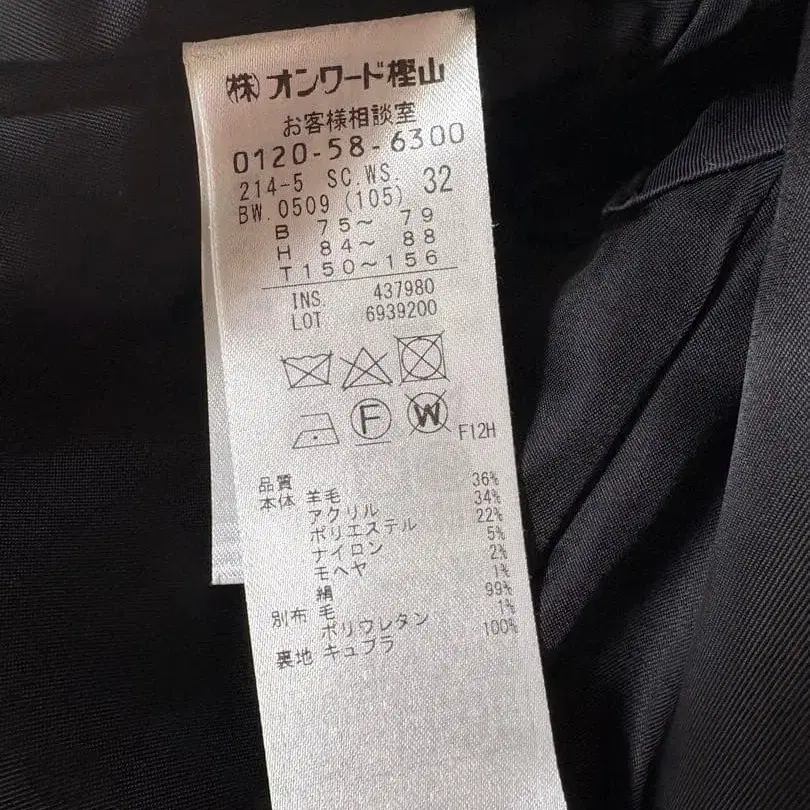 (株)オンワード樫山
お客様相談室
0120-58-6300
214-5 SC.WS. 32
BW.0509 (105)
B 75～ 79
H 84～ 88
T150～156
INS. 437980
LOT 6939200
F W F12H
品質
本体 羊毛 36%
アクリル 34%
ポリエステル 22%
ナイロン 5%
モヘヤ 2%
絹 1%
別布 毛 99%
ポリウレタン 1%
裏地 キュプラ 100%